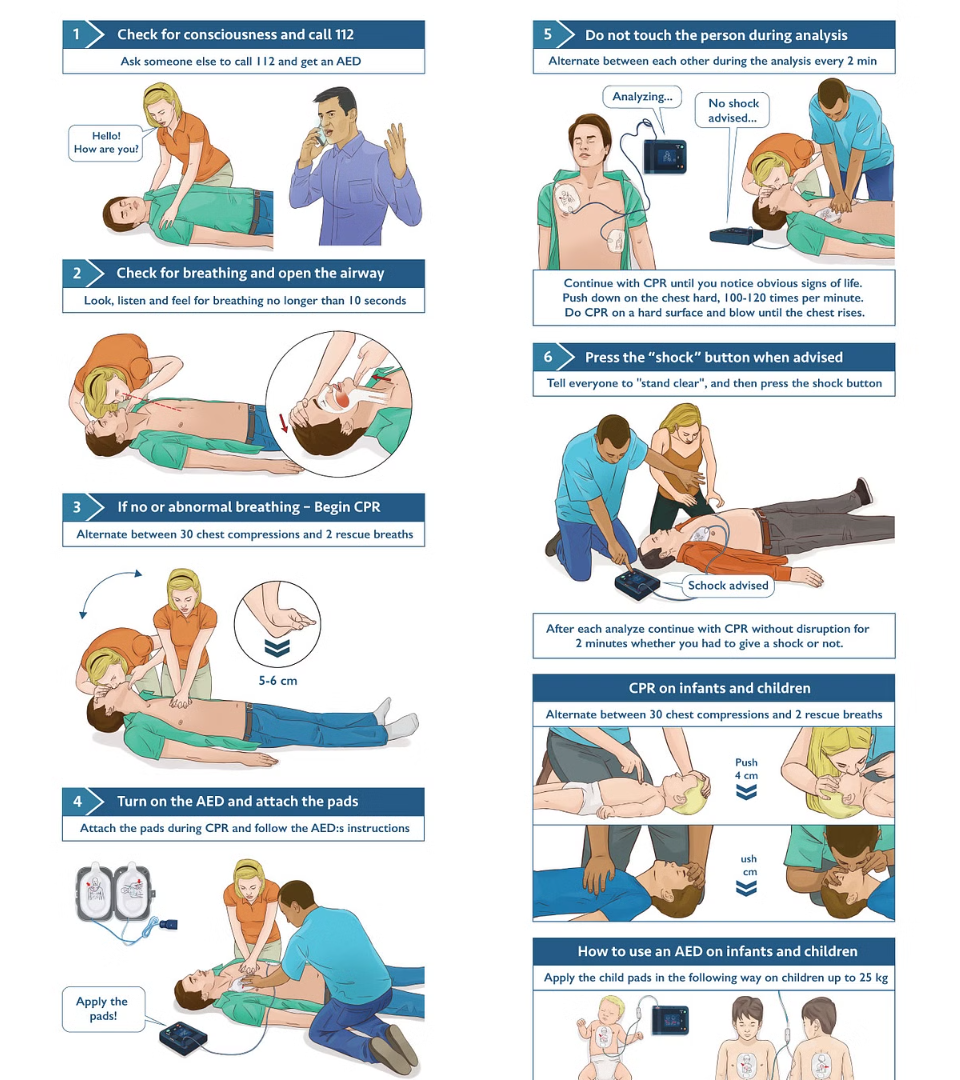 1 Check for consciousness and call 112
Ask someone else to call 112 and get an AED
Hello!
How are you?
2 Check for breathing and open the airway
Look, listen and feel for breathing no longer than 10 seconds
3 If no or abnormal breathing – Begin CPR
Alternate between 30 chest compressions and 2 rescue breaths
5-6 cm
4 Turn on the AED and attach the pads
Attach the pads during CPR and follow the AED:s instructions
Apply the
pads!
5 Do not touch the person during analysis
Alternate between each other during the analysis every 2 min
Analyzing...
No shock
advised...
Continue with CPR until you notice obvious signs of life.
Push down on the chest hard, 100-120 times per minute.
Do CPR on a hard surface and blow until the chest rises.
6 Press the “shock” button when advised
Tell everyone to "stand clear", and then press the shock button
Schock advised
After each analyze continue with CPR without disruption for
2 minutes whether you had to give a shock or not.
CPR on infants and children
Alternate between 30 chest compressions and 2 rescue breaths
Push
4 cm
ush
cm
How to use an AED on infants and children
Apply the child pads in the following way on children up to 25 kg